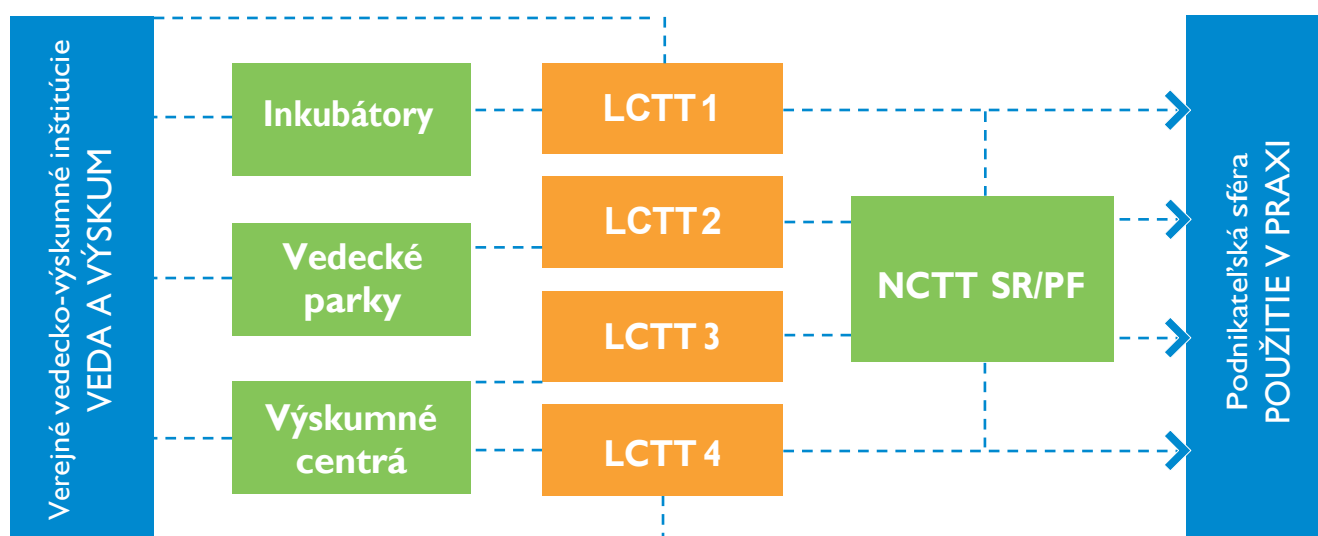 Verejné vedecko-výskumné inštitúcie
VEDA A VÝSKUM
Inkubátory
Vedecké
parky
Výskumné
centrá
LCTT 1
LCTT 2
LCTT 3
LCTT 4
NCTT SR/PF
Podnikateľská sféra
POUŽITIE V PRAXI